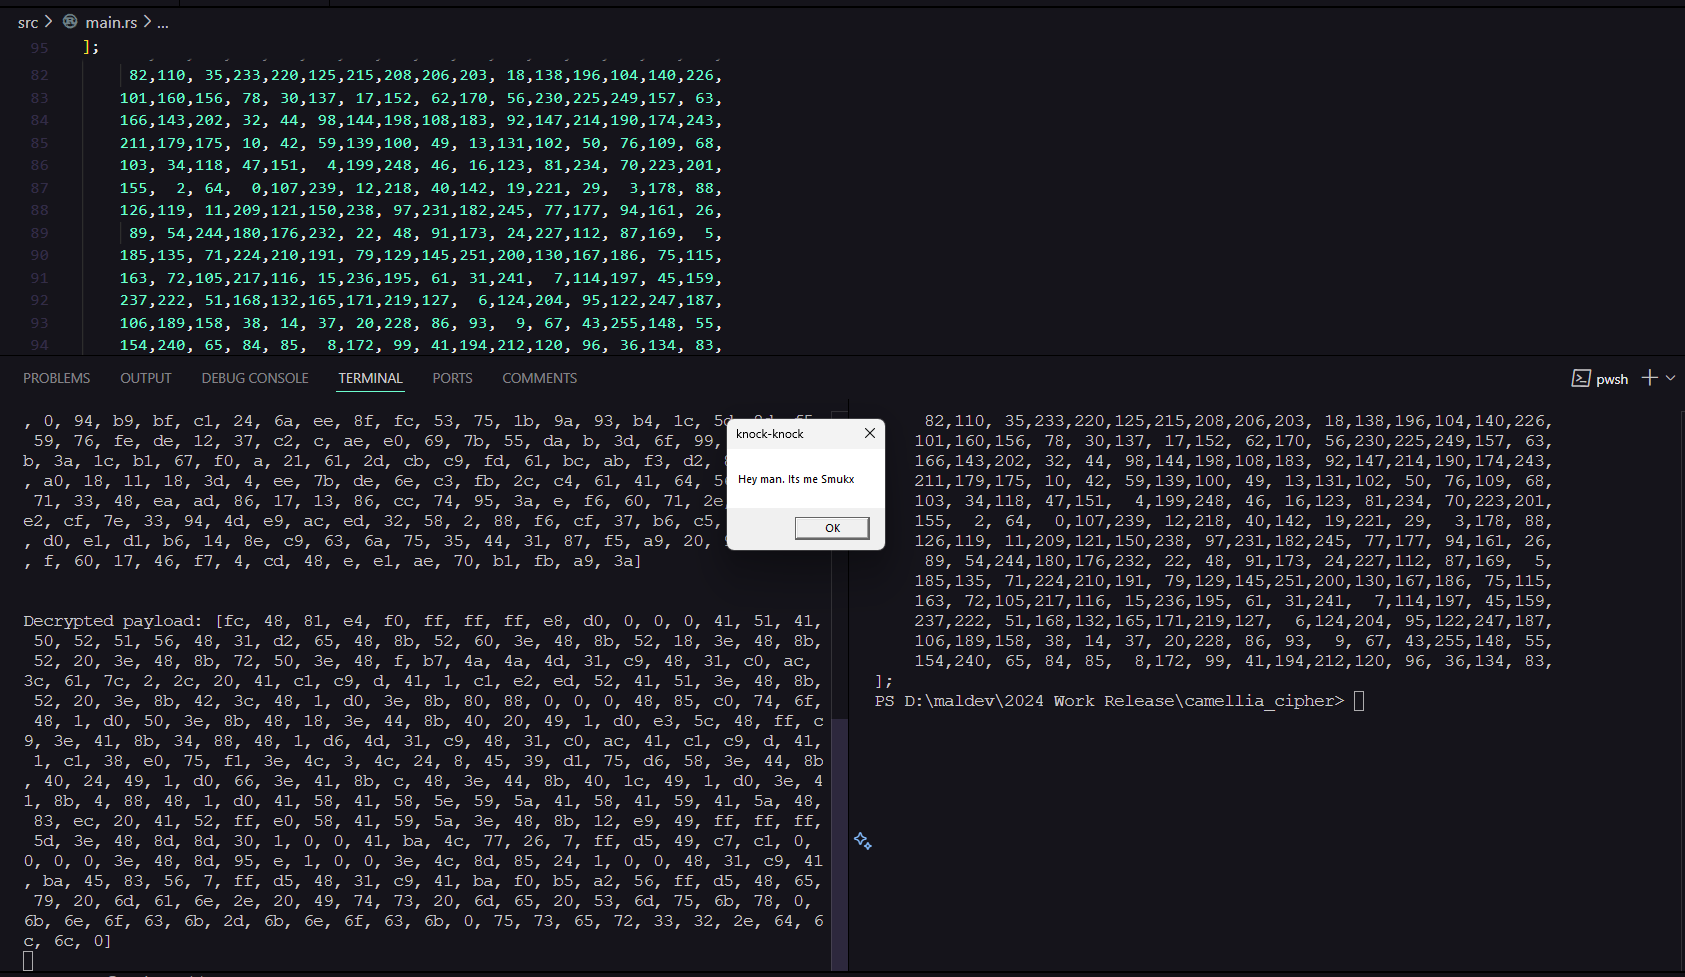 src > main.rs > ...
95 ];
82 82,110, 35,233,220,125,215,208,206,203, 18,138,196,104,140,226,
83 101,160,156, 78, 30,137, 17,152, 62,170, 56,230,225,249,157, 63,
84 166,143,202, 32, 44, 98,144,198,108,183, 92,147,214,190,174,243,
85 211,179,175, 10, 42, 59,139,100, 49, 13,131,102, 50, 76,109, 68,
86 103, 34,118, 47,151,  4,199,248, 46, 16,123, 81,234, 70,223,201,
87 155,  2, 64,  0,107,239, 12,218, 40,142, 19,221, 29,  3,178, 88,
88 126,119, 11,209,121,150,238, 97,231,182,245, 77,177, 94,161, 26,
89 89, 54,244,180,176,232, 22, 48, 91,173, 24,227,112, 87,169,  5,
90 185,135, 71,224,210,191, 79,129,145,251,200,130,167,186, 75,115,
91 163, 72,105,217,116, 15,236,195, 61, 31,241,  7,114,197, 45,159,
92 237,222, 51,168,132,165,171,219,127,  6,124,204, 95,122,247,187,
93 106,189,158, 38, 14, 37, 20,228, 86, 93,  9, 67, 43,255,148, 55,
94 154,240, 65, 84, 85,  8,172, 99, 41,194,212,120, 96, 36,134, 83,
PROBLEMS OUTPUT DEBUG CONSOLE TERMINAL PORTS COMMENTS pwsh
, 0, 94, b9, bf, c1, 24, 6a, ee, 8f, fc, 53, 75, 1b, 9a, 93, b4, 1c,
59, 76, fe, de, 12, 37, c2, c, ae, e0, 69, 7b, 55, da, b, 3d, 6f, 99,
b, 3a, 1c, b1, 67, f0, a, 21, 61, 2d, cb, c9, fd, 61, bc, ab, f3, d2,
, a0, 18, 11, 18, 3d, 4, ee, 7b, de, 6e, c3, fb, 2c, c4, 61, 41, 64,
71, 33, 48, ea, ad, 86, 17, 13, 86, cc, 74, 95, 3a, e, f6, 60, 71, 2e
e2, cf, 7e, 33, 94, 4d, e9, ac, ed, 32, 58, 2, 88, f6, cf, 37, b6, c5,
, d0, e1, d1, b6, 14, 8e, c9, 63, 6a, 75, 35, 44, 31, 87, f5, a9, 20,
, f, 60, 17, 46, f7, 4, cd, 48, e, e1, ae, 70, b1, fb, a9, 3a]
Decrypted payload: [fc, 48, 81, e4, f0, ff, ff, ff, e8, d0, 0, 0, 0, 41, 51, 41,
50, 52, 51, 56, 48, 31, d2, 65, 48, 8b, 52, 60, 3e, 48, 8b, 52, 18, 3e, 48, 8b,
52, 20, 3e, 48, 8b, 72, 50, 3e, 48, f, b7, 4a, 4a, 4d, 31, c9, 48, 31, c0, ac,
3c, 61, 7c, 2, 2c, 20, 41, c1, c9, d, 41, 1, c1, e2, ed, 52, 41, 51, 3e, 48, 8b,
52, 20, 3e, 8b, 42, 3c, 48, 1, d0, 3e, 8b, 80, 88, 0, 0, 0, 48, 85, c0, 74, 6f,
48, 1, d0, 50, 3e, 8b, 48, 18, 3e, 44, 8b, 40, 20, 49, 1, d0, e3, 5c, 48, ff, c
9, 3e, 41, 8b, 34, 88, 48, 1, d6, 4d, 31, c9, 48, 31, c0, ac, 41, c1, c9, d, 41,
1, c1, 38, e0, 75, f1, 3e, 4c, 3, 4c, 24, 8, 45, 39, d1, 75, d6, 58, 3e, 44, 8b
, 40, 24, 49, 1, d0, 66, 3e, 41, 8b, c, 48, 3e, 44, 8b, 40, 1c, 49, 1, d0, 3e, 4
1, 8b, 4, 88, 48, 1, d0, 41, 58, 41, 58, 5e, 59, 5a, 41, 58, 41, 59, 41, 5a, 48,
83, ec, 20, 41, 52, ff, e0, 58, 41, 59, 5a, 3e, 48, 8b, 12, e9, 49, ff, ff, ff,
5d, 3e, 48, 8d, 8d, 30, 1, 0, 0, 41, ba, 4c, 77, 26, 7, ff, d5, 49, c7, c1, 0,
0, 0, 0, 3e, 48, 8d, 95, e, 1, 0, 0, 3e, 4c, 8d, 85, 24, 1, 0, 0, 48, 31, c9, 41
, ba, 45, 83, 56, 7, ff, d5, 48, 31, c9, 41, ba, f0, b5, a2, 56, ff, d5, 48, 65,
79, 20, 6d, 61, 6e, 2e, 20, 49, 74, 73, 20, 6d, 65, 20, 53, 6d, 75, 6b, 78, 0,
6b, 6e, 6f, 63, 6b, 2d, 6b, 6e, 6f, 63, 6b, 0, 75, 73, 65, 72, 33, 32, 2e, 64, 6
c, 6c, 0]
knock-knock
Hey man. Its me Smukx
OK
82,110, 35,233,220,125,215,208,206,203, 18,138,196,104,140,226,
101,160,156, 78, 30,137, 17,152, 62,170, 56,230,225,249,157, 63,
166,143,202, 32, 44, 98,144,198,108,183, 92,147,214,190,174,243,
211,179,175, 10, 42, 59,139,100, 49, 13,131,102, 50, 76,109, 68,
103, 34,118, 47,151,  4,199,248, 46, 16,123, 81,234, 70,223,201,
155,  2, 64,  0,107,239, 12,218, 40,142, 19,221, 29,  3,178, 88,
126,119, 11,209,121,150,238, 97,231,182,245, 77,177, 94,161, 26,
89, 54,244,180,176,232, 22, 48, 91,173, 24,227,112, 87,169,  5,
185,135, 71,224,210,191, 79,129,145,251,200,130,167,186, 75,115,
163, 72,105,217,116, 15,236,195, 61, 31,241,  7,114,197, 45,159,
237,222, 51,168,132,165,171,219,127,  6,124,204, 95,122,247,187,
106,189,158, 38, 14, 37, 20,228, 86, 93,  9, 67, 43,255,148, 55,
154,240, 65, 84, 85,  8,172, 99, 41,194,212,120, 96, 36,134, 83,
];
PS D:\maldev\2024 Work Release\camellia_cipher>